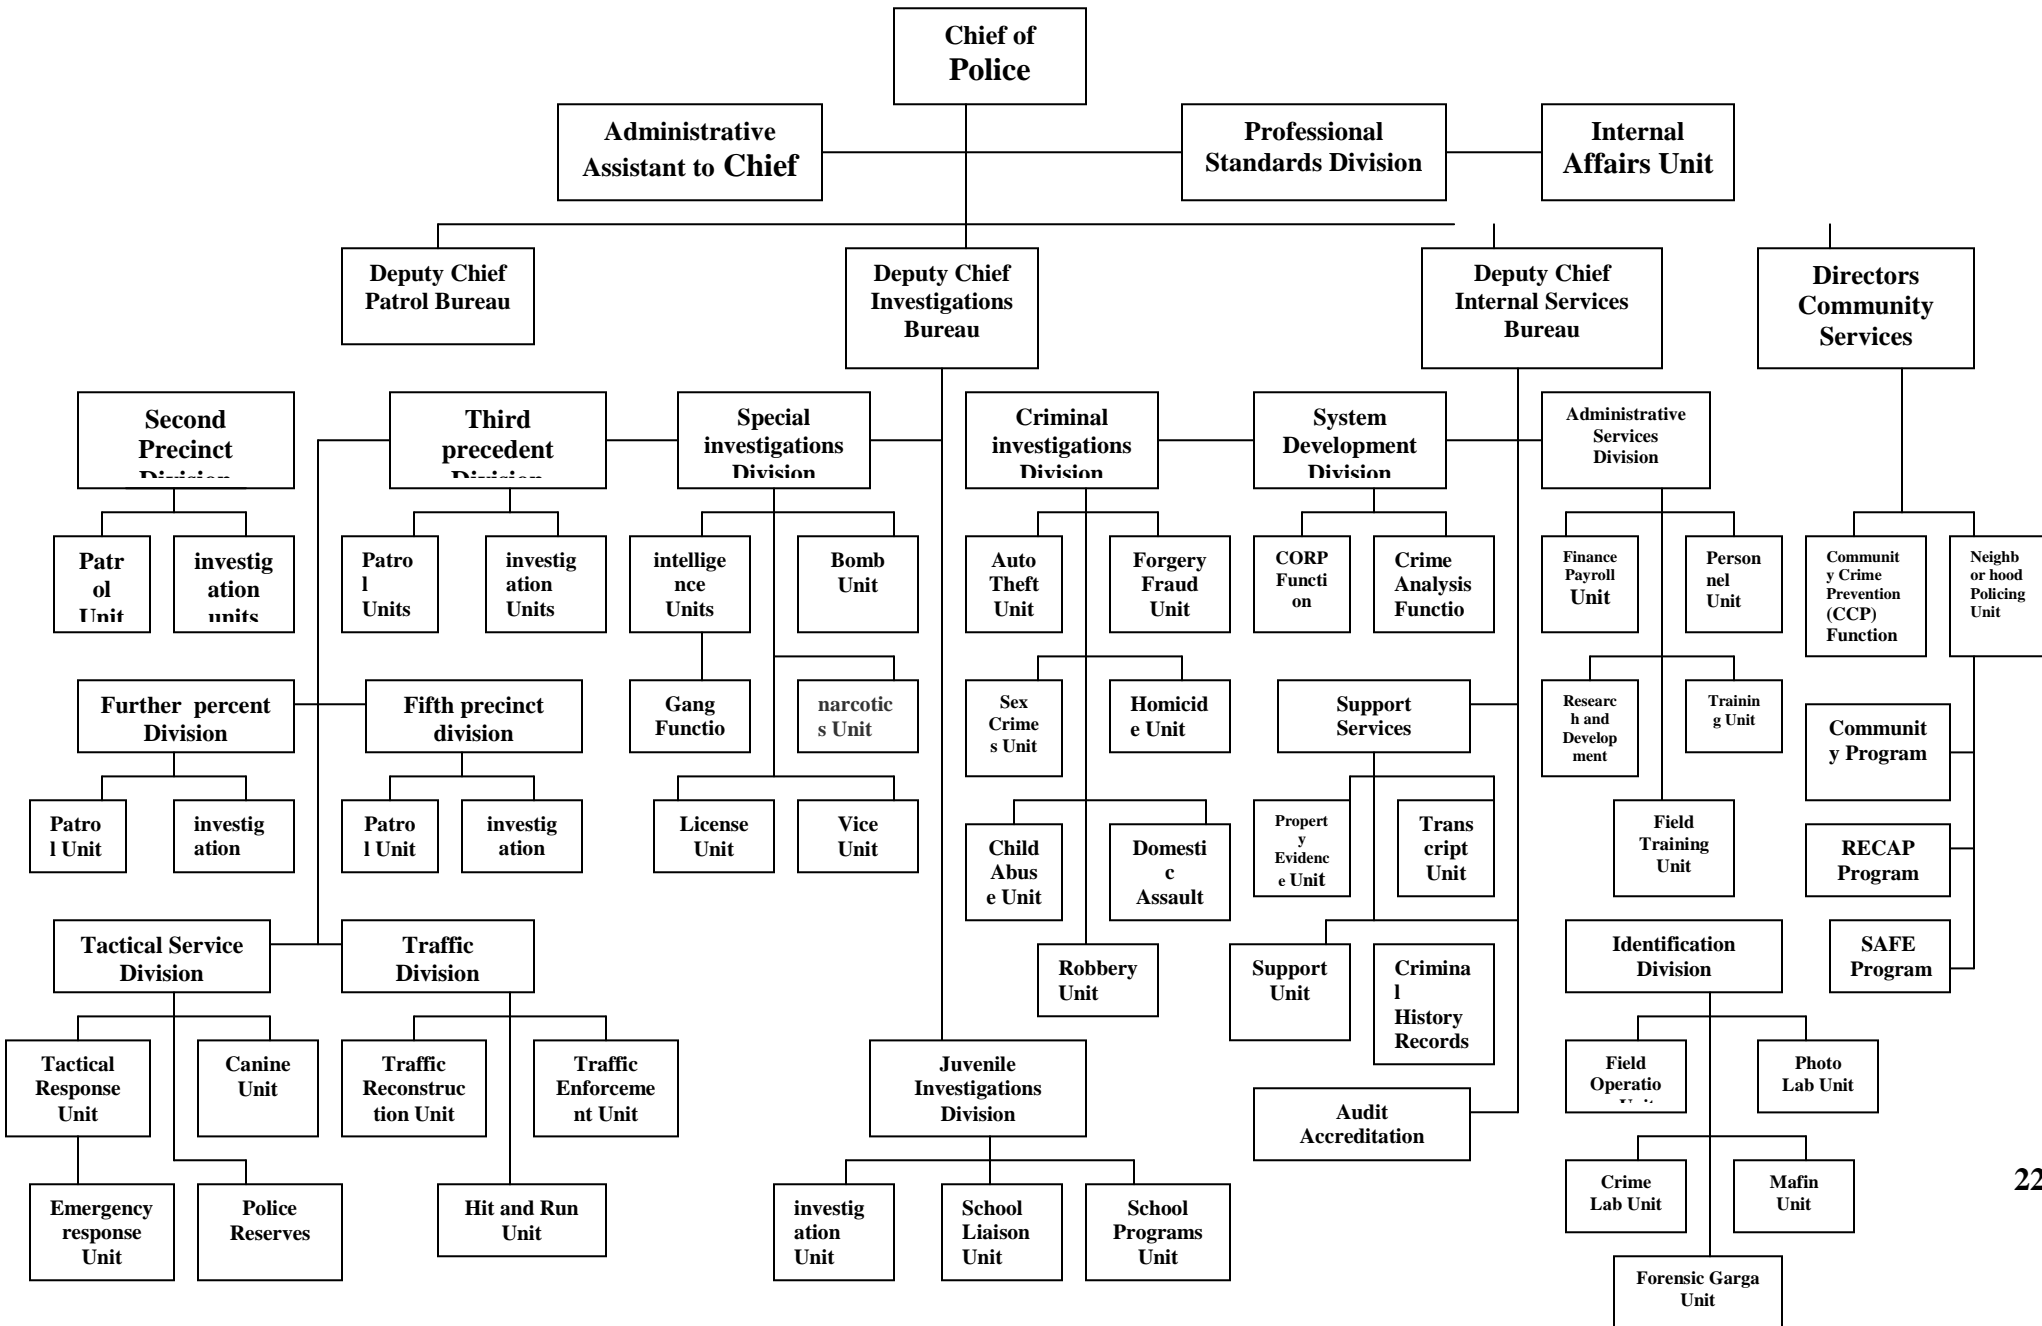 Chief of
Police
Administrative
Assistant to Chief
Professional
Standards Division
Internal
Affairs Unit
Deputy Chief
Patrol Bureau
Deputy Chief
Investigations
Bureau
Deputy Chief
Internal Services
Bureau
Directors
Community
Services
Second
Precinct
Division
Third
precedent
Division
Special
investigations
Division
Criminal
investigations
Division
System
Development
Division
Administrative
Services
Division
Patr
ol
Unit
investig
ation
units
Patro
l
Units
investig
ation
Units
intellige
nce
Units
Bomb
Unit
Auto
Theft
Unit
Forgery
Fraud
Unit
CORP
Functi
on
Crime
Analysis
Functio
Finance
Payroll
Unit
Person
nel
Unit
Communit
y Crime
Prevention
(CCP)
Function
Neighb
or hood
Policing
Unit
Further percent
Division
Fifth precinct
division
Gang
Functio
narcotic
s Unit
Sex
Crime
s Unit
Homicid
e Unit
Support
Services
Researc
h and
Develop
ment
Trainin
g Unit
Communit
y Program
Patro
l Unit
investig
ation
Patro
l Unit
investig
ation
License
Unit
Vice
Unit
Child
Abus
e Unit
Domesti
c
Assault
Propert
y
Evidenc
e Unit
Trans
cript
Unit
Field
Training
Unit
RECAP
Program
Tactical Service
Division
Traffic
Division
Robbery
Unit
Support
Unit
Crimina
l
History
Records
Identification
Division
SAFE
Program
Tactical
Response
Unit
Canine
Unit
Traffic
Reconstruc
tion Unit
Traffic
Enforceme
nt Unit
Juvenile
Investigations
Division
Audit
Accreditation
Field
Operatio
Unit
Photo
Lab Unit
Emergency
response
Unit
Police
Reserves
Hit and Run
Unit
investig
ation
Unit
School
Liaison
Unit
School
Programs
Unit
Crime
Lab Unit
Mafin
Unit
22
Forensic Garga
Unit